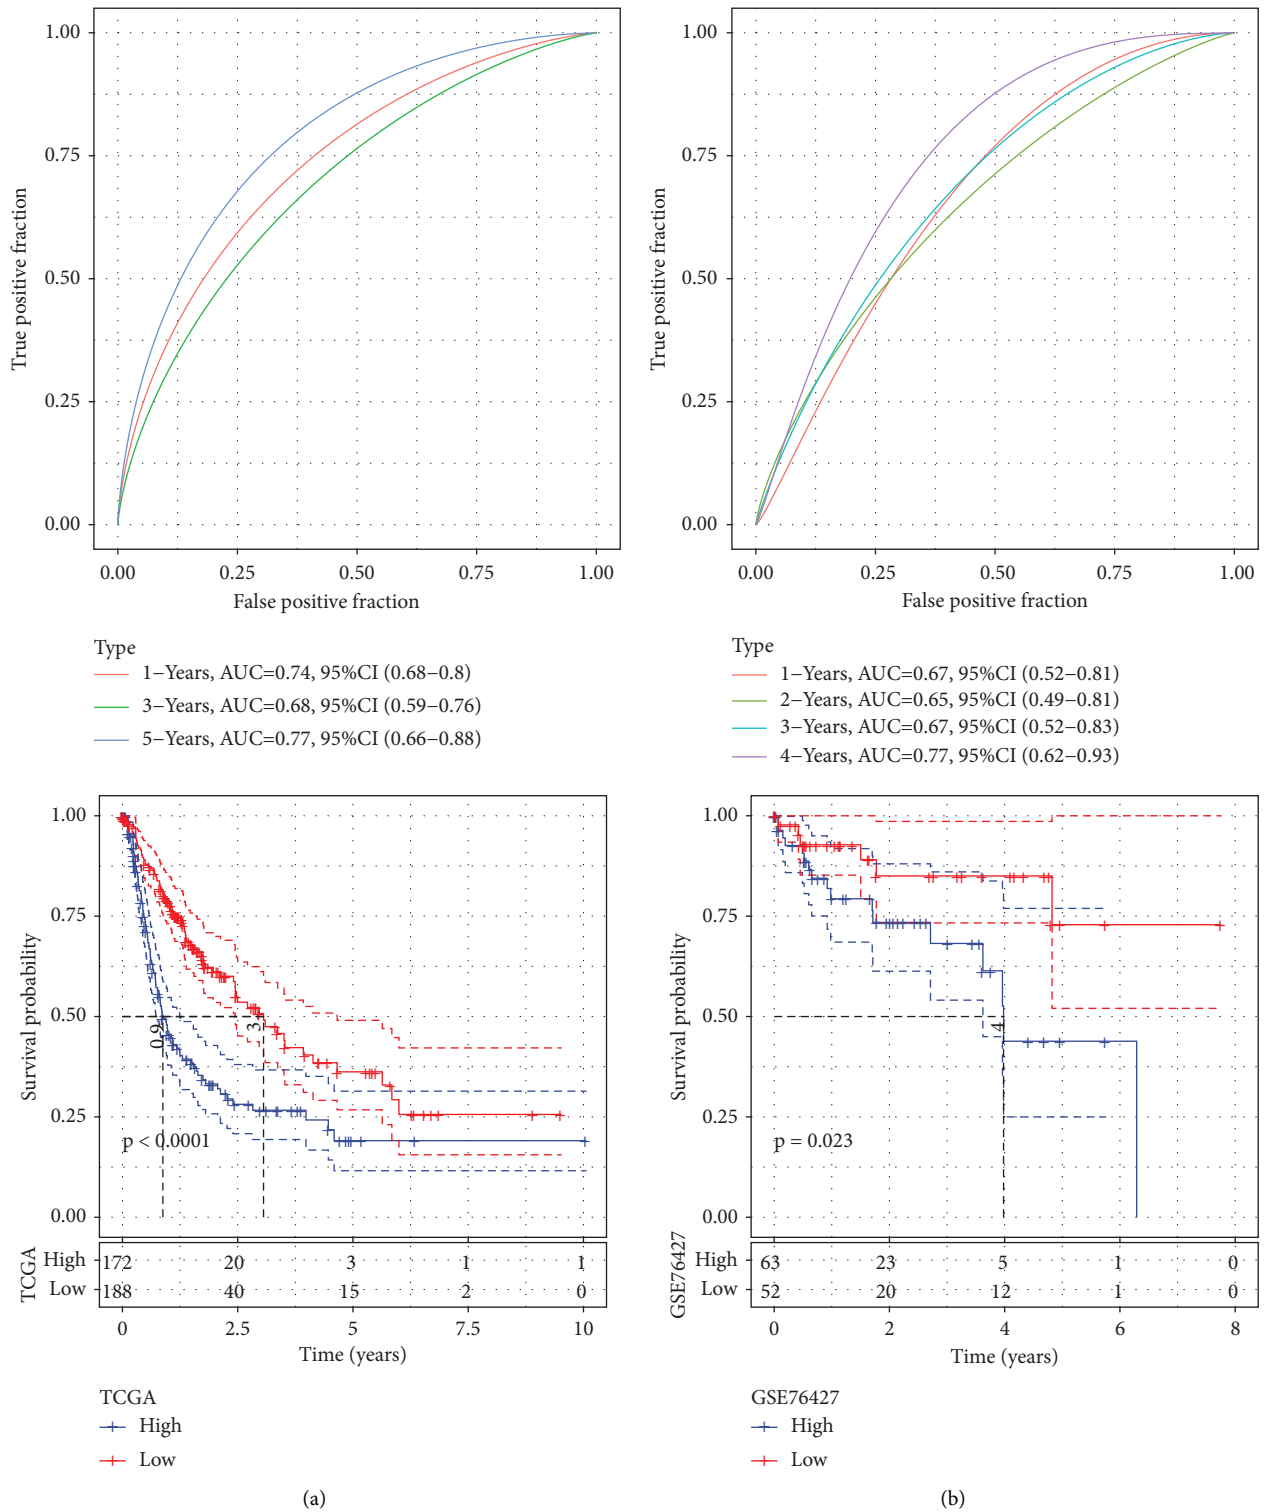 1.00
0.75
0.50
0.25
0.00
True positive fraction
0.00 0.25 0.50 0.75 1.00
False positive fraction
Type
1−Years, AUC=0.74, 95%CI (0.68−0.8)
3−Years, AUC=0.68, 95%CI (0.59−0.76)
5−Years, AUC=0.77, 95%CI (0.66−0.88)
1.00
0.75
0.50
0.25
0.00
Survival probability
0.9
3
p < 0.0001
TCGA
High 172 20 3 1 1
Low 188 40 15 2 0
0 2.5 5 7.5 10
Time (years)
TCGA
High
Low
(a)
1.00
0.75
0.50
0.25
0.00
True positive fraction
0.00 0.25 0.50 0.75 1.00
False positive fraction
Type
1−Years, AUC=0.67, 95%CI (0.52−0.81)
2−Years, AUC=0.65, 95%CI (0.49−0.81)
3−Years, AUC=0.67, 95%CI (0.52−0.83)
4−Years, AUC=0.77, 95%CI (0.62−0.93)
1.00
0.75
0.50
0.25
0.00
Survival probability
4
p = 0.023
GSE76427
High 63 23 5 1 0
Low 52 20 12 1 0
0 2 4 6 8
Time (years)
GSE76427
High
Low
(b)